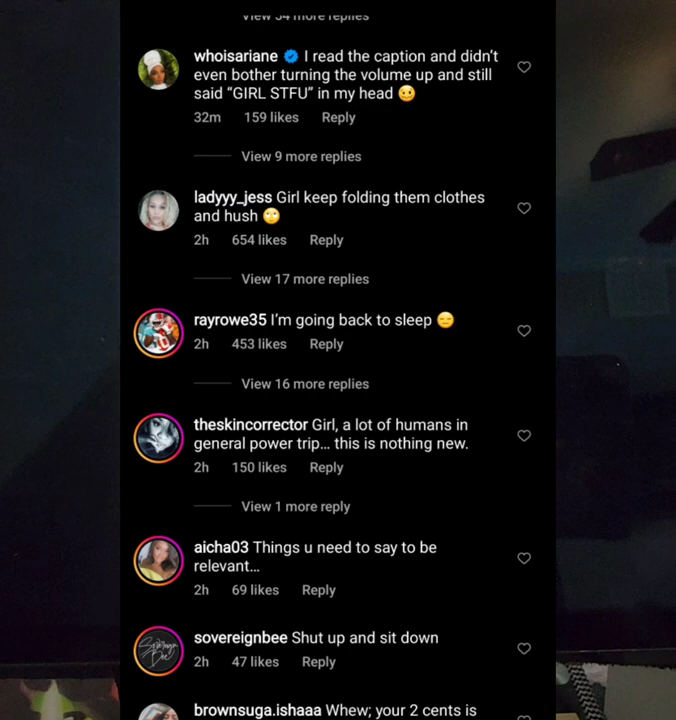 View 34 more replies
whoisariane I read the caption and didn’t
even bother turning the volume up and still
said “GIRL STFU” in my head 🥴
32m 159 likes Reply
View 9 more replies
ladyyy_jess Girl keep folding them clothes
and hush 🙄
2h 654 likes Reply
View 17 more replies
rayrowe35 I’m going back to sleep 😑
2h 453 likes Reply
View 16 more replies
theskincorrector Girl, a lot of humans in
general power trip... this is nothing new.
2h 150 likes Reply
View 1 more reply
aicha03 Things u need to say to be
relevant...
2h 69 likes Reply
sovereignbee Shut up and sit down
2h 47 likes Reply
brownsuga.ishaaa Whew; your 2 cents is